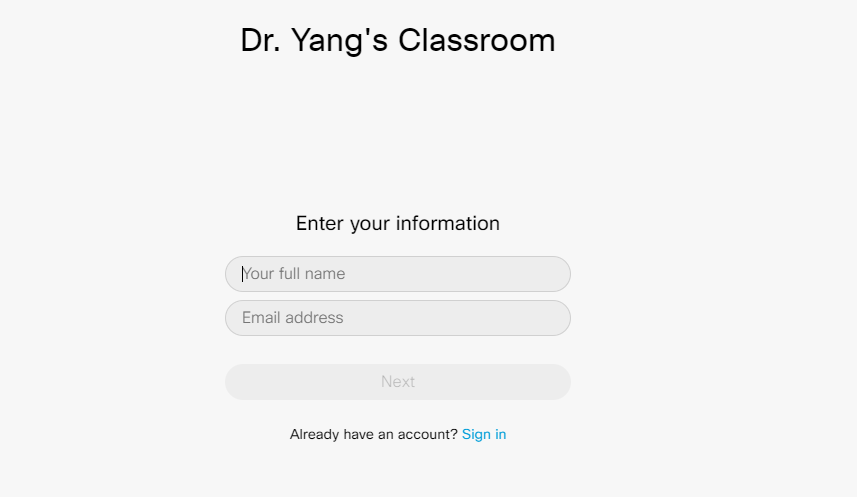 Dr. Yang's Classroom
Enter your information
Your full name
Email address
Next
Already have an account? Sign in